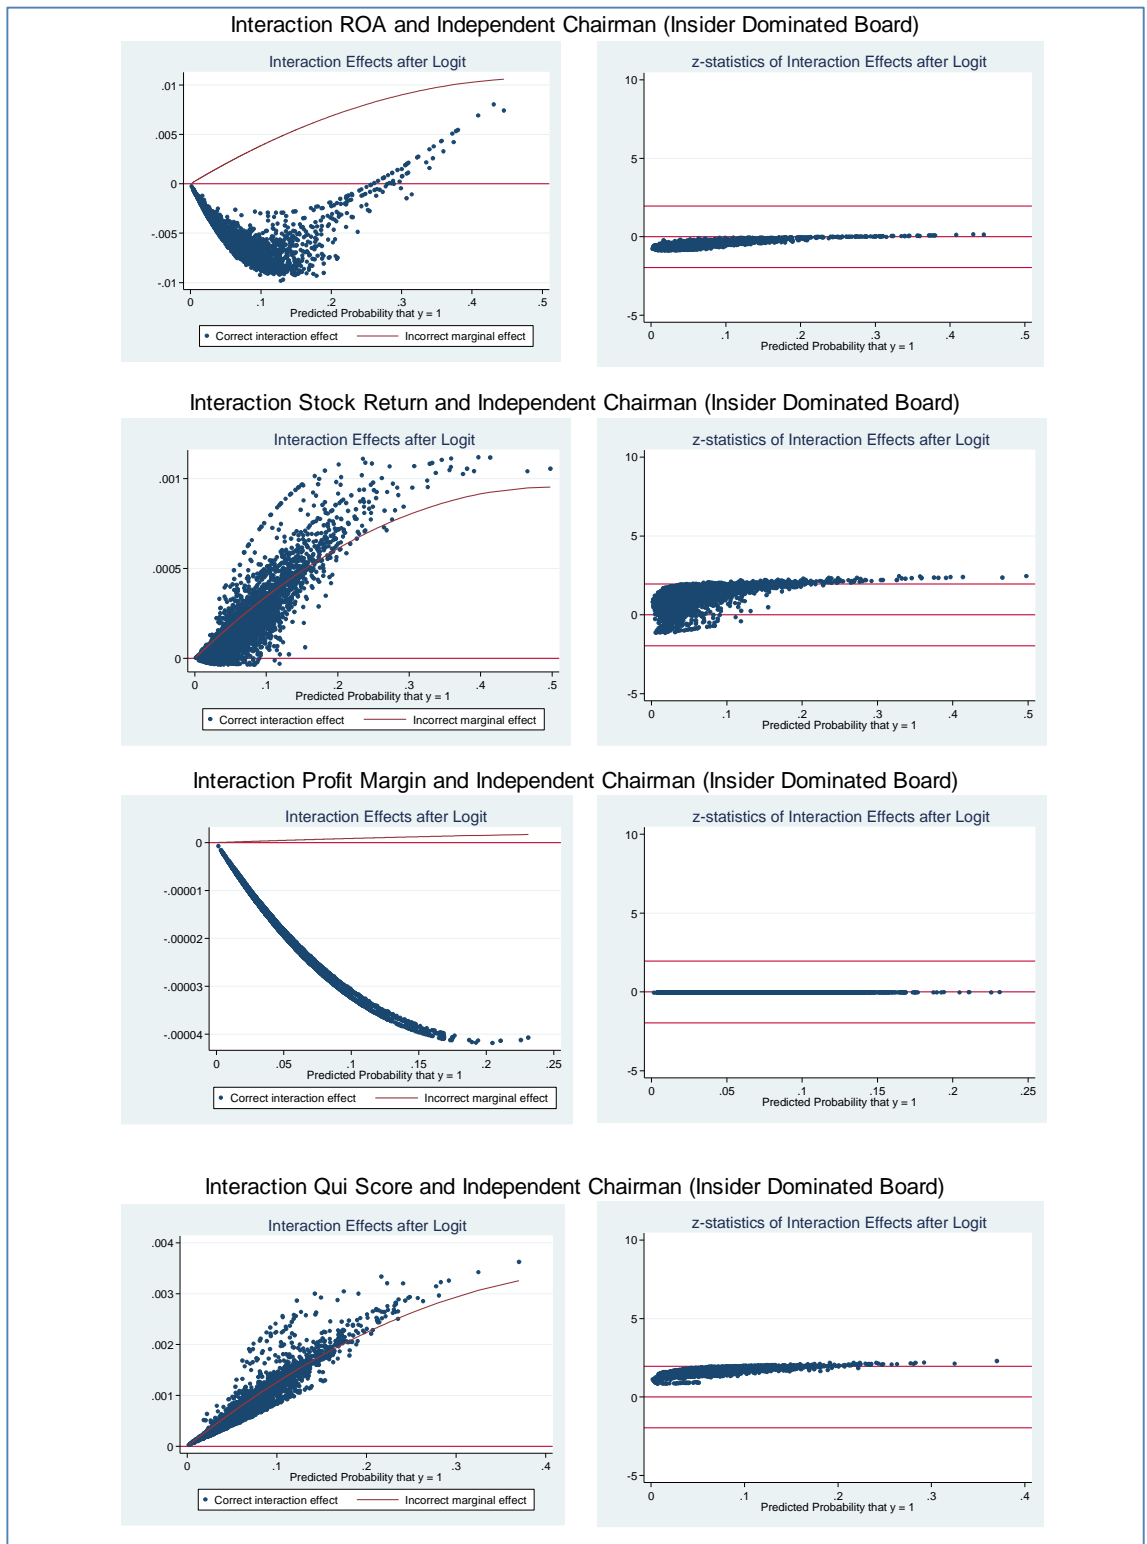 Interaction ROA and Independent Chairman (Insider Dominated Board)
Interaction Effects after Logit
.01
.005
0
-.005
-.01
0 .1 .2 .3 .4 .5
Predicted Probability that y = 1
Correct interaction effect Incorrect marginal effect
z-statistics of Interaction Effects after Logit
10
5
0
-5
0 .1 .2 .3 .4 .5
Predicted Probability that y = 1
Interaction Stock Return and Independent Chairman (Insider Dominated Board)
Interaction Effects after Logit
.001
.0005
0
0 .1 .2 .3 .4 .5
Predicted Probability that y = 1
Correct interaction effect Incorrect marginal effect
z-statistics of Interaction Effects after Logit
10
5
0
-5
0 .1 .2 .3 .4 .5
Predicted Probability that y = 1
Interaction Profit Margin and Independent Chairman (Insider Dominated Board)
Interaction Effects after Logit
0
-.00001
-.00002
-.00003
-.00004
0 .05 .1 .15 .2 .25
Predicted Probability that y = 1
Correct interaction effect Incorrect marginal effect
z-statistics of Interaction Effects after Logit
10
5
0
-5
0 .05 .1 .15 .2 .25
Predicted Probability that y = 1
Interaction Qui Score and Independent Chairman (Insider Dominated Board)
Interaction Effects after Logit
.004
.003
.002
.001
0
0 .1 .2 .3 .4
Predicted Probability that y = 1
Correct interaction effect Incorrect marginal effect
z-statistics of Interaction Effects after Logit
10
5
0
-5
0 .1 .2 .3 .4
Predicted Probability that y = 1